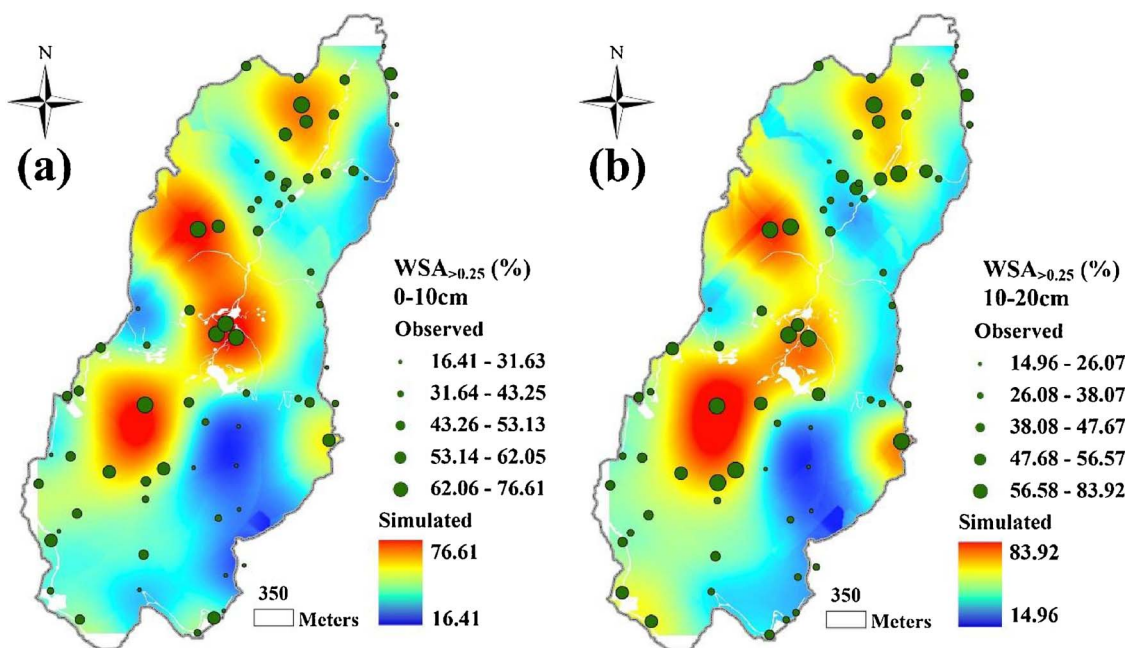 N
(a)
WSA>0.25 (%)
0-10cm
Observed
16.41 - 31.63
31.64 - 43.25
43.26 - 53.13
53.14 - 62.05
62.06 - 76.61
Simulated
76.61
16.41
350
Meters
N
(b)
WSA>0.25 (%)
10-20cm
Observed
14.96 - 26.07
26.08 - 38.07
38.08 - 47.67
47.68 - 56.57
56.58 - 83.92
Simulated
83.92
14.96
350
Meters